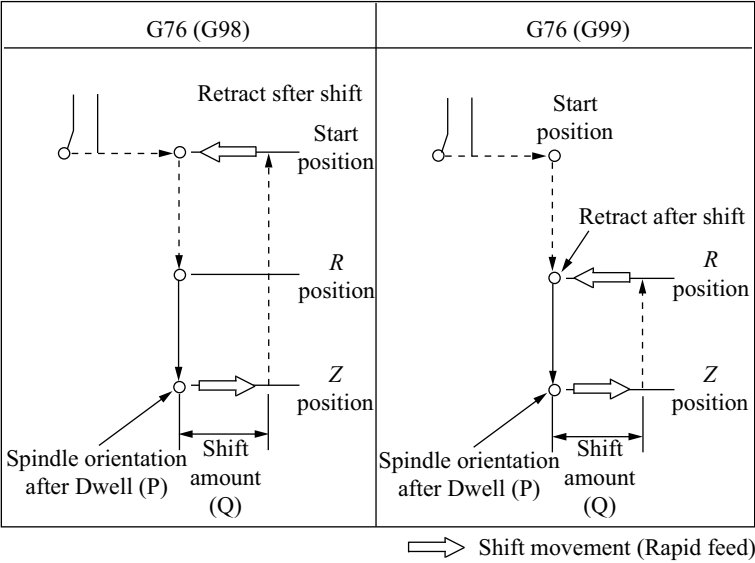 G76 (G98)
G76 (G99)
Retract sfter shift
Start
position
R
position
Z
position
Spindle orientation
after Dwell (P)
Shift
amount
(Q)
Start
position
Retract after shift
R
position
Z
position
Spindle orientation
after Dwell (P)
Shift
amount
(Q)
Shift movement (Rapid feed)